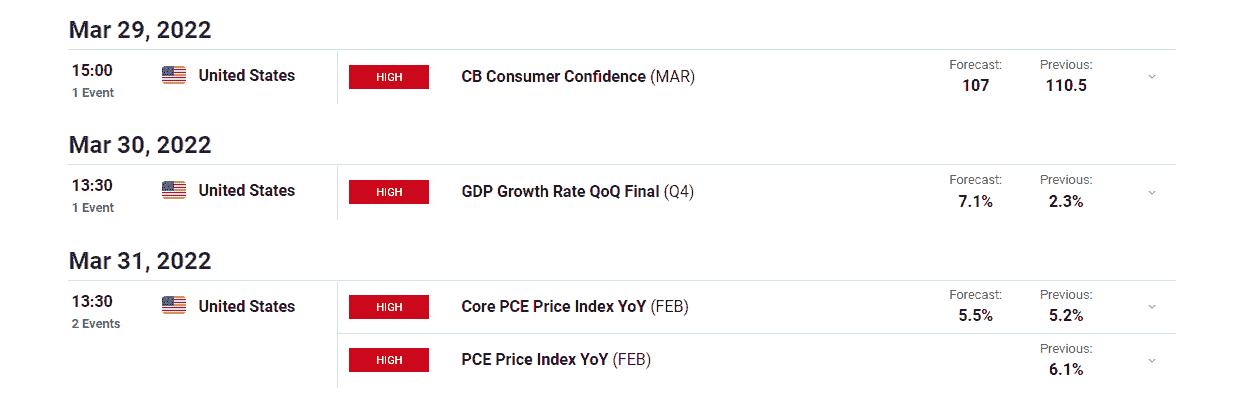 Mar 29, 2022
15:00 United States HIGH CB Consumer Confidence (MAR) Forecast: 107 Previous: 110.5
1 Event
Mar 30, 2022
13:30 United States HIGH GDP Growth Rate QoQ Final (Q4) Forecast: 7.1% Previous: 2.3%
1 Event
Mar 31, 2022
13:30 United States HIGH Core PCE Price Index YoY (FEB) Forecast: 5.5% Previous: 5.2%
2 Events
HIGH PCE Price Index YoY (FEB) Previous: 6.1%